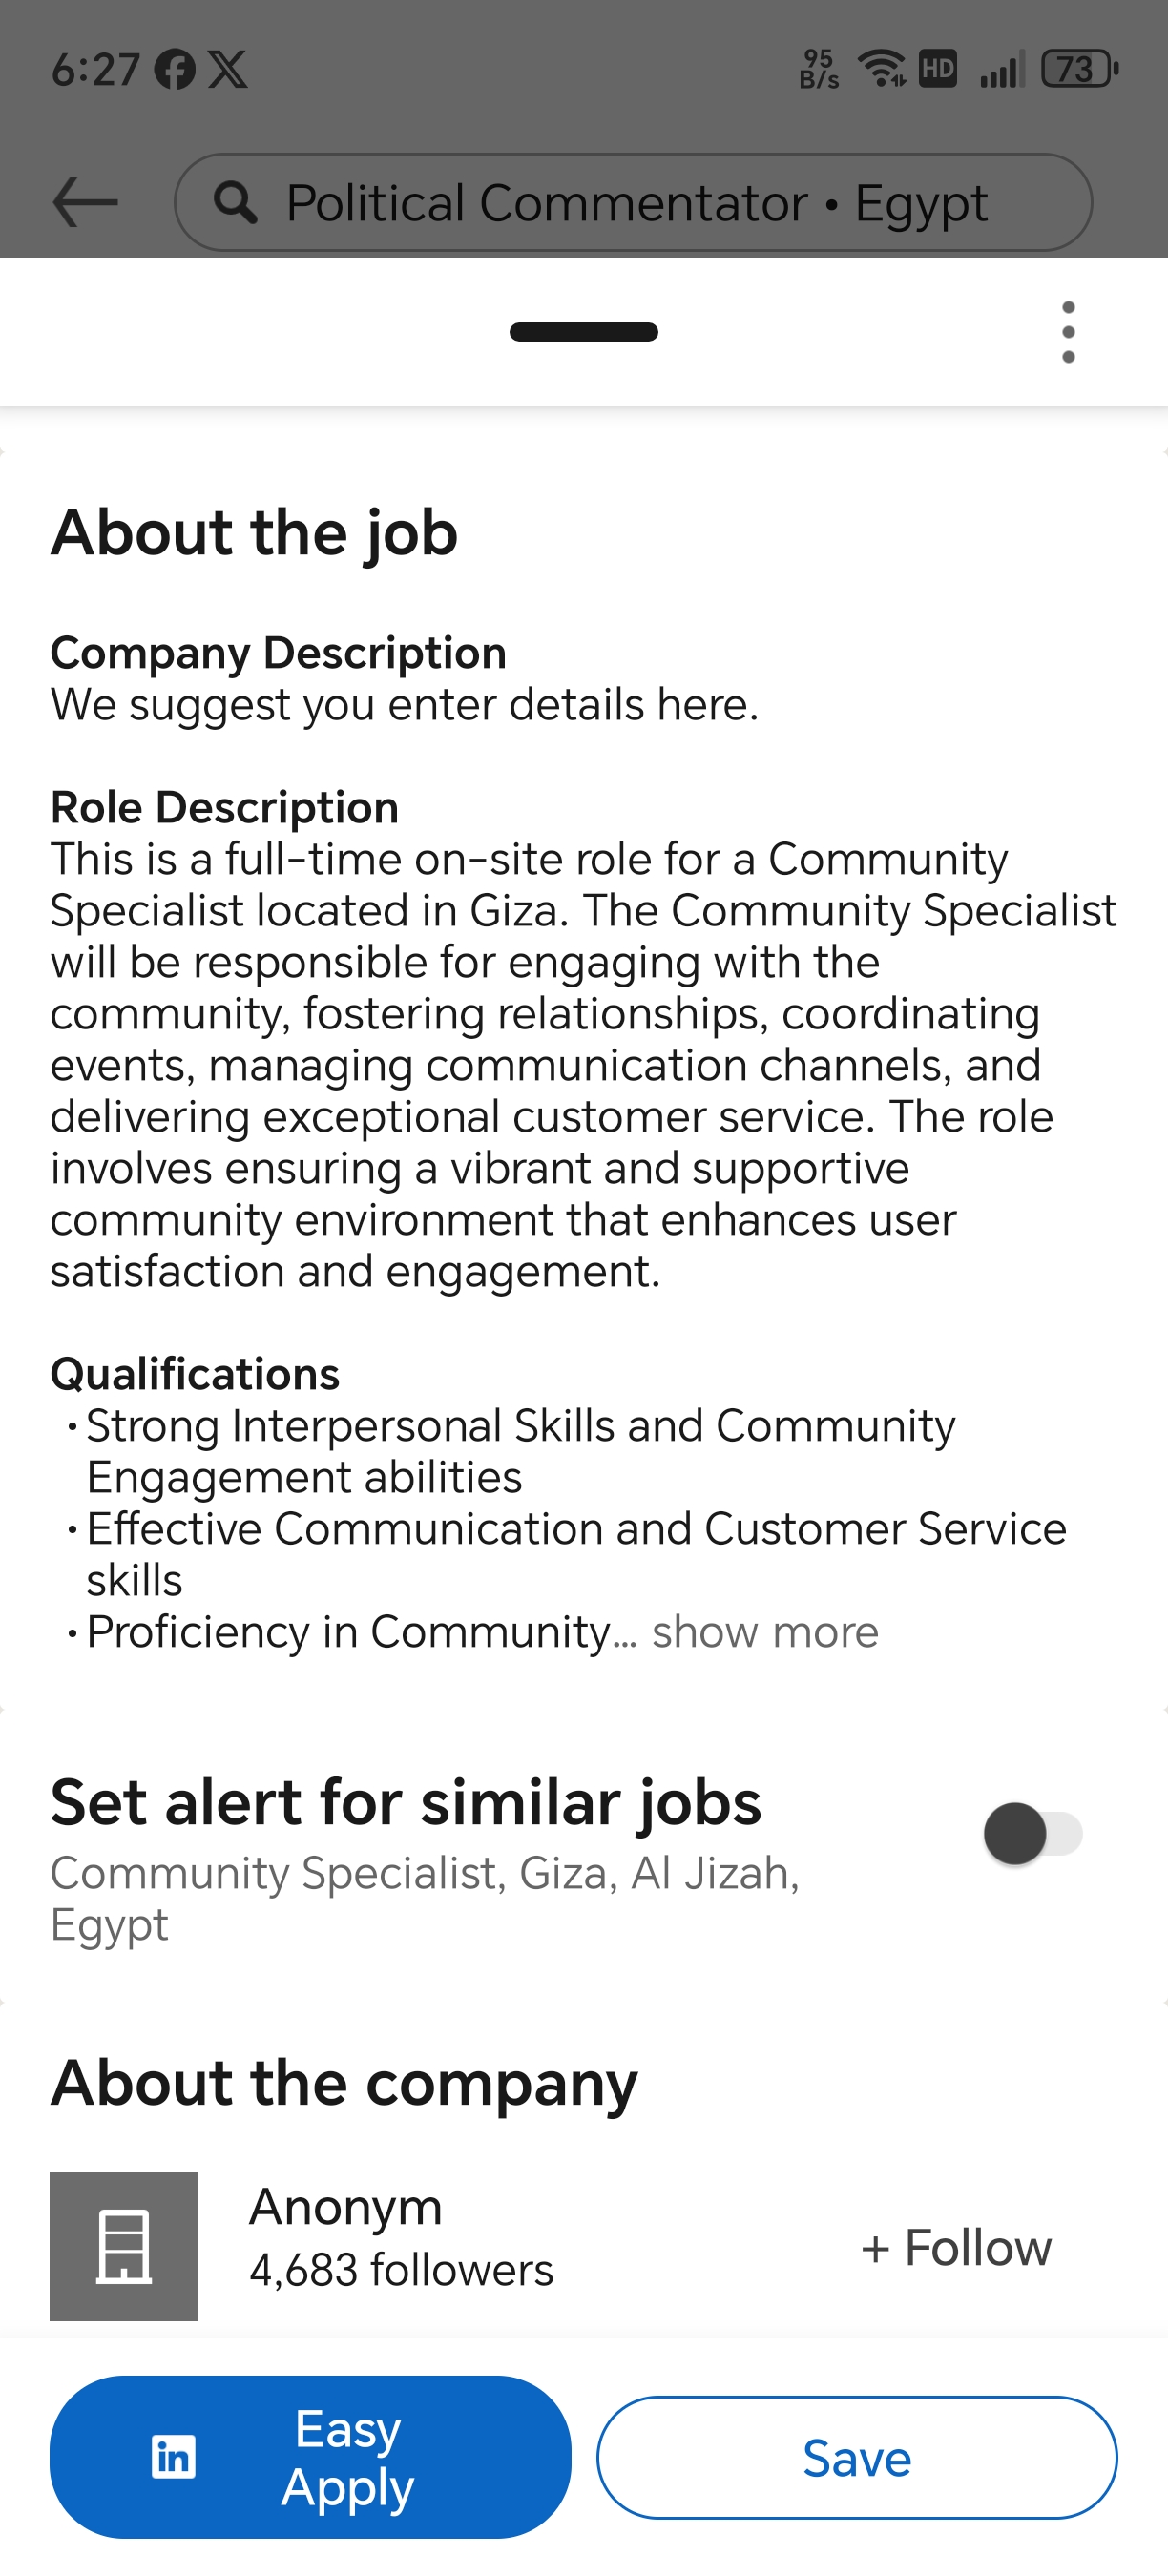 6:27
95
B/s
HD
73
Political Commentator • Egypt
About the job
Company Description
We suggest you enter details here.
Role Description
This is a full-time on-site role for a Community
Specialist located in Giza. The Community Specialist
will be responsible for engaging with the
community, fostering relationships, coordinating
events, managing communication channels, and
delivering exceptional customer service. The role
involves ensuring a vibrant and supportive
community environment that enhances user
satisfaction and engagement.
Qualifications
• Strong Interpersonal Skills and Community
Engagement abilities
• Effective Communication and Customer Service
skills
• Proficiency in Community... show more
Set alert for similar jobs
Community Specialist, Giza, Al Jizah,
Egypt
About the company
Anonym
4,683 followers
+ Follow
in
Easy
Apply
Save